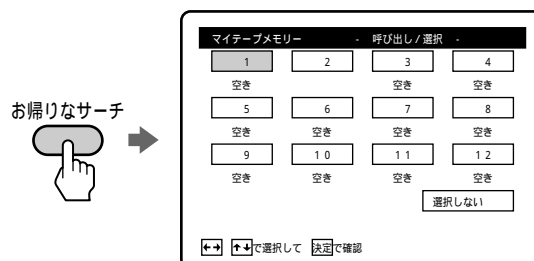 お帰りなサーチ
マイテープメモリー - 呼び出し/選択 -
1 2 3 4
空き 空き 空き
5 6 7 8
空き 空き 空き 空き
9 10 11 12
空き 空き 空き 空き
選択しない
←→ ↑↓で選択して 決定で確認